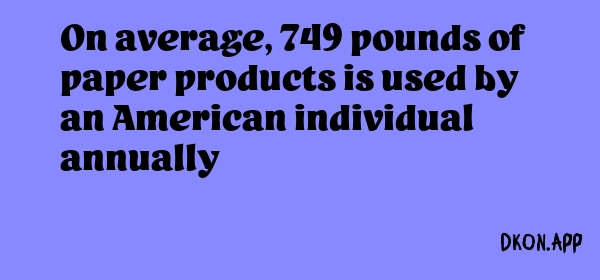 On average, 749 pounds of
paper products is used by
an American individual
annually
DKON.APP